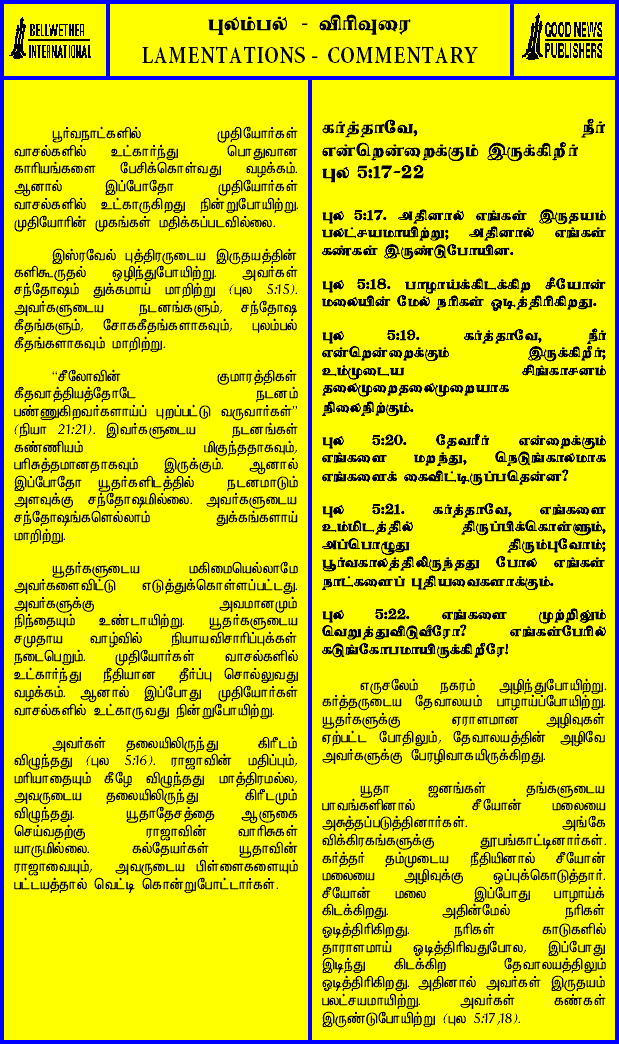 BELLWETHER
INTERNATIONAL
புலம்பல் - விரிவுரை
LAMENTATIONS - COMMENTARY
GOOD NEWS
PUBLISHERS
பூர்வநாட்களில் முதியோர்கள்
வாசல்களில் உட்கார்ந்து பொதுவான
காரியங்களை பேசிக்கொள்வது வழக்கம்.
ஆனால் இப்போதோ முதியோர்கள்
வாசல்களில் உட்காருகிறது நின்றுபோயிற்று.
முதியோரின் முகங்கள் மதிக்கப்படவில்லை.
இஸ்ரவேல் புத்திரருடைய இருதயத்தின்
களிகூருதல் ஒழிந்துபோயிற்று. அவர்கள்
சந்தோஷம் துக்கமாய் மாறிற்று (புல 5:15).
அவர்களுடைய நடனங்களும், சந்தோஷ
கீதங்களும், சோககீதங்களாகவும், புலம்பல்
கீதங்களாகவும் மாறிற்று.
“சீலோவின் குமாரத்திகள்
கீதவாத்தியத்தோடே நடனம்
பண்ணுகிறவர்களாய்ப் புறப்பட்டு வருவார்கள்”
(நியா 21:21). இவர்களுடைய நடனங்கள்
கண்ணியம் மிகுந்ததாகவும்,
பரிசுத்தமானதாகவும் இருக்கும். ஆனால்
இப்போதோ யூதர்களிடத்தில் நடனமாடும்
அளவுக்கு சந்தோஷமில்லை. அவர்களுடைய
சந்தோஷங்களெல்லாம் துக்கங்களாய்
மாறிற்று.
யூதர்களுடைய மகிமையெல்லாமே
அவர்களைவிட்டு எடுத்துக்கொள்ளப்பட்டது.
அவர்களுக்கு அவமானமும்
நிந்தையும் உண்டாயிற்று. யூதர்களுடைய
சமுதாய வாழ்வில் நியாயவிசாரிப்புக்கள்
நடைபெறும். முதியோர்கள் வாசல்களில்
உட்கார்ந்து நீதியான தீர்ப்பு சொல்லுவது
வழக்கம். ஆனால் இப்போது முதியோர்கள்
வாசல்களில் உட்காருவது நின்றுபோயிற்று.
அவர்கள் தலையிலிருந்து கிரீடம்
விழுந்தது (புல 5:16). ராஜாவின் மதிப்பும்,
மரியாதையும் கீழே விழுந்தது மாத்திரமல்ல,
அவருடைய தலையிலிருந்து கிரீடமும்
விழுந்தது. யூதாதேசத்தை ஆளுகை
செய்வதற்கு ராஜாவின் வாரிசுகள்
யாருமில்லை. கல்தேயர்கள் யூதாவின்
ராஜாவையும், அவருடைய பிள்ளைகளையும்
பட்டயத்தால் வெட்டி கொன்றுபோட்டார்கள்.
கர்த்தாவே, நீர்
என்றென்றைக்கும் இருக்கிறீர்
புல 5:17-22
புல 5:17. அதினால் எங்கள் இருதயம்
பலட்சயமாயிற்று; அதினால் எங்கள்
கண்கள் இருண்டுபோயின.
புல 5:18. பாழாய்க்கிடக்கிற சீயோன்
மலையின் மேல் நரிகள் ஓடித்திரிகிறது.
புல 5:19. கர்த்தாவே, நீர்
என்றென்றைக்கும் இருக்கிறீர்;
உம்முடைய சிங்காசனம்
தலைமுறைதலைமுறையாக
நிலைநிற்கும்.
புல 5:20. தேவரீர் என்றைக்கும்
எங்களை மறந்து, நெடுங்காலமாக
எங்களைக் கைவிட்டிருப்பதென்ன?
புல 5:21. கர்த்தாவே, எங்களை
உம்மிடத்தில் திருப்பிக்கொள்ளும்,
அப்பொழுது திரும்புவோம்;
பூர்வகாலத்திலிருந்தது போல எங்கள்
நாட்களைப் புதியவைகளாக்கும்.
புல 5:22. எங்களை முற்றிலும்
வெறுத்துவிடுவீரோ? எங்கள்பேரில்
கடுங்கோபமாயிருக்கிறீரே!
எருசலேம் நகரம் அழிந்துபோயிற்று.
கர்த்தருடைய தேவாலயம் பாழாய்ப்போயிற்று.
யூதர்களுக்கு ஏராளமான அழிவுகள்
ஏற்பட்ட போதிலும், தேவாலயத்தின் அழிவே
அவர்களுக்கு பேரழிவாகயிருக்கிறது.
யூதா ஜனங்கள் தங்களுடைய
பாவங்களினால் சீயோன் மலையை
அசுத்தப்படுத்தினார்கள். அங்கே
விக்கிரகங்களுக்கு தூபங்காட்டினார்கள்.
கர்த்தர் தம்முடைய நீதியினால் சீயோன்
மலையை அழிவுக்கு ஒப்புக்கொடுத்தார்.
சீயோன் மலை இப்போது பாழாய்க்
கிடக்கிறது. அதின்மேல் நரிகள்
ஓடித்திரிகிறது. நரிகள் காடுகளில்
தாராளமாய் ஓடித்திரிவதுபோல, இப்போது
இடிந்து கிடக்கிற தேவாலயத்திலும்
ஓடித்திரிகிறது. அதினால் அவர்கள் இருதயம்
பலட்சயமாயிற்று. அவர்கள் கண்கள்
இருண்டுபோயிற்று (புல 5:17,18).